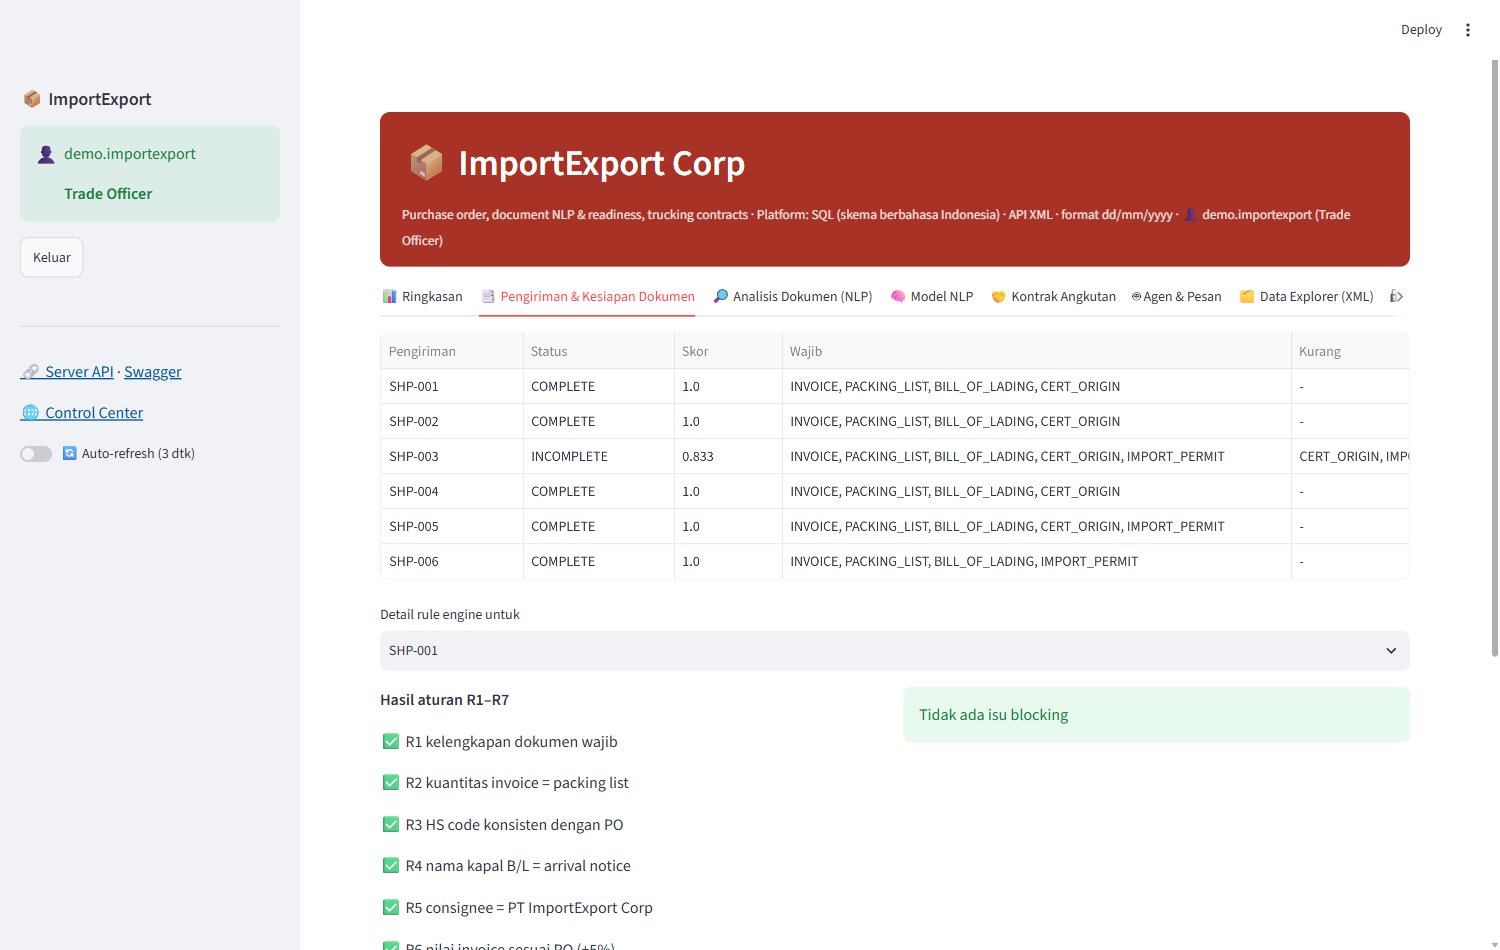 Deploy
ImportExport
demo.importexport
Trade Officer
Keluar
Server API · Swagger
Control Center
Auto-refresh (3 dtk)
ImportExport Corp
Purchase order, document NLP & readiness, trucking contracts · Platform: SQL (skema berbahasa Indonesia) · API XML · format dd/mm/yyyy · demo.importexport (Trade
Officer)
Ringkasan Pengiriman & Kesiapan Dokumen Analisis Dokumen (NLP) Model NLP Kontrak Angkutan Agen & Pesan Data Explorer (XML)
Pengiriman Status Skor Wajib Kurang
SHP-001 COMPLETE 1.0 INVOICE, PACKING_LIST, BILL_OF_LADING, CERT_ORIGIN -
SHP-002 COMPLETE 1.0 INVOICE, PACKING_LIST, BILL_OF_LADING, CERT_ORIGIN -
SHP-003 INCOMPLETE 0.833 INVOICE, PACKING_LIST, BILL_OF_LADING, CERT_ORIGIN, IMPORT_PERMIT CERT_ORIGIN,
SHP-004 COMPLETE 1.0 INVOICE, PACKING_LIST, BILL_OF_LADING, CERT_ORIGIN -
SHP-005 COMPLETE 1.0 INVOICE, PACKING_LIST, BILL_OF_LADING, CERT_ORIGIN, IMPORT_PERMIT -
SHP-006 COMPLETE 1.0 INVOICE, PACKING_LIST, BILL_OF_LADING, IMPORT_PERMIT -
Detail rule engine untuk
SHP-001
Hasil aturan R1–R7
Tidak ada isu blocking
R1 kelengkapan dokumen wajib
R2 kuantitas invoice = packing list
R3 HS code konsisten dengan PO
R4 nama kapal B/L = arrival notice
R5 consignee = PT ImportExport Corp
R6 nilai invoice sesuai PO (±5%)